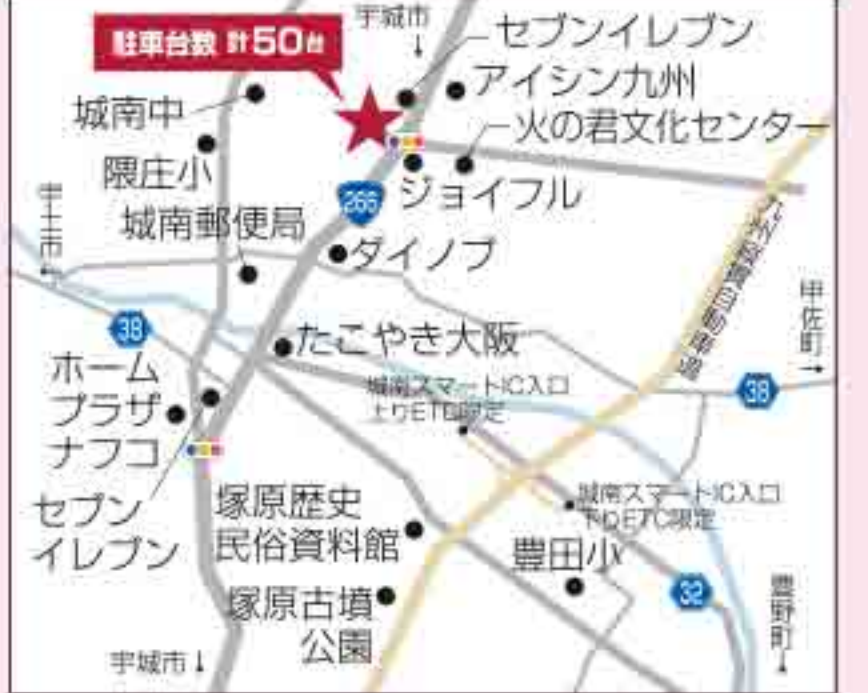 宇城市
↓
駐車台数 計50台
セブンイレブン
アイシン九州
城南中
火の君文化センター
隈庄小
ジョイフル
266
宇土市
↓
城南郵便局
ダイノブ
九州縦貫自動車道
甲佐町
↓
38
たこやき大阪
ホーム
プラザ
ナフコ
城南スマートIC入口
上りETC限定
38
セブン
イレブン
塚原歴史
民俗資料館
城南スマートIC入口
下りETC限定
豊田小
32
塚原古墳
公園
豊野町
↓
宇城市↓